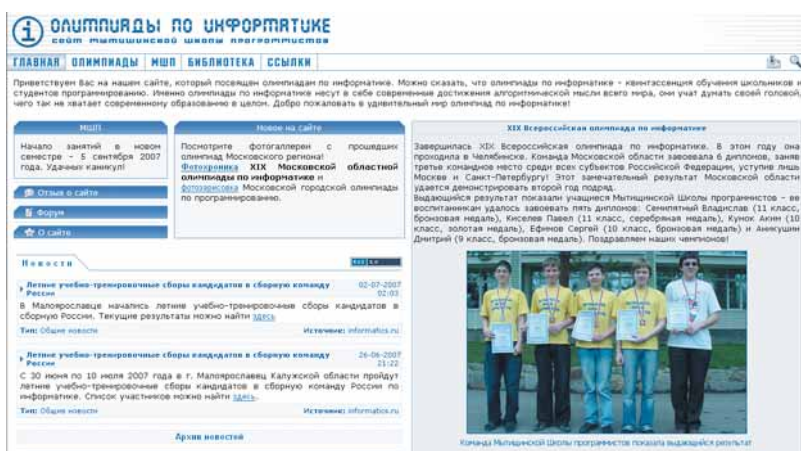 ОЛИМПИАДЫ ПО ИНФОРМАТИКЕ
сайт мытищинской школы программистов
ГЛАВНАЯ ОЛИМПИАДЫ МШП БИБЛИОТЕКА ССЫЛКИ
Приветствуем Вас на нашем сайте, который посвящен олимпиадам по информатике. Можно сказать, что олимпиады по информатике - квинтэссенция обучения школьников и
студентов программированию. Именно олимпиады по информатике несут в себе современные достижения алгоритмической мысли всего мира, они учат думать своей головой,
чего так не хватает современному образованию в целом. Добро пожаловать в удивительный мир олимпиад по информатике!
МШП
Начало занятий в новом
семестре - 5 сентября 2007
года. Удачных каникул!
Отзыв о сайте
Форум
О сайте
Новое на сайте
Посмотрите фотогаллереи с прошедших
олимпиад Московского региона!
Фотохроника XIX Московской областной
олимпиады по информатике и
фотозарисовка Московской городской олимпиады
по программированию.
Новости
Летние учебно-тренировочные сборы кандидатов в сборную команду
России
02-07-2007
02:03
В Малоярославце начались летние учебно-тренировочные сборы кандидатов в
сборную России. Текущие результаты можно найти здесь
Тип: Общие новости Источник: informatics.ru
Летние учебно-тренировочные сборы кандидатов в сборную команду
России
26-06-2007
21:22
С 30 июня по 10 июля 2007 года в г. Малоярославец Калужской области пройдут
летние учебно-тренировочные сборы кандидатов в сборную команду России по
информатике. Список участников можно найти здесь.
Тип: Общие новости Источник: informatics.ru
Архив новостей
XIX Всероссийская олимпиада по информатике
Завершилась XIX Всероссийская олимпиада по информатике. В этом году она
проходила в Челябинске. Команда Московской области завоевала 6 дипломов, заняв
третье командное место среди всех субъектов Российской Федерации, уступив лишь
Москве и Санкт-Петербургу! Этот замечательный результат Московской области
удается демонстрировать второй год подряд.
Выдающийся результат показали учащиеся Мытищинской Школы программистов - ее
воспитанникам удалось завоевать пять дипломов: Семипятный Владислав (11 класс,
бронзовая медаль), Киселев Павел (11 класс, серебряная медаль), Кунок Аким (10
класс, золотая медаль), Ефимов Сергей (10 класс, бронзовая медаль) и Аникушин
Дмитрий (9 класс, бронзовая медаль). Поздравляем наших чемпионов!
Команда Мытищинской Школы программистов показала выдающийся результат